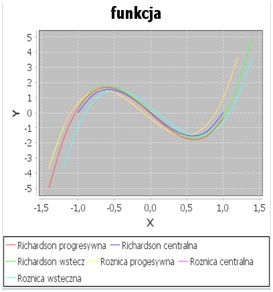 funkcja
5
4
3
2
1
0
-1
-2
-3
-4
-5
Y
-1,5 -1,0 -0,5 0,0 0,5 1,0 1,5
X
Richardson progresywna Richardson centralna
Richardson wstecz Roznica progresywna Roznica centralna
Roznica wsteczna